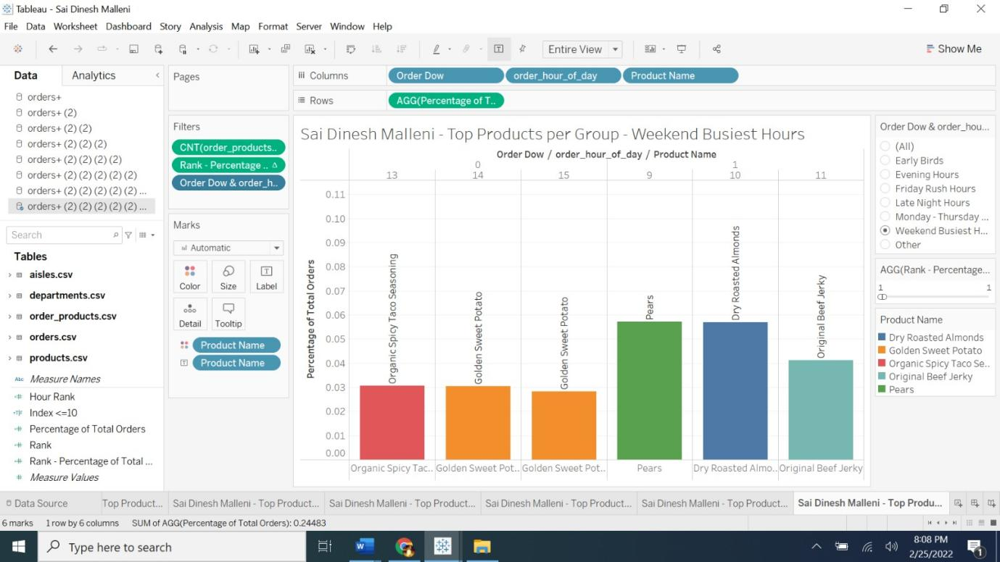 Tableau - Sai Dinesh Malleni
File Data Worksheet Dashboard Story Analysis Map Format Server Window Help
Entire View
Show Me
Data Analytics
orders+
orders+ (2)
orders+ (2) (2)
orders+ (2) (2) (2)
orders+ (2) (2) (2) (2)
orders+ (2) (2) (2) (2) (2)
orders+ (2) (2) (2) (2) (2) ...
orders+ (2) (2) (2) (2) (2) ...
Search
Tables
aisles.csv
departments.csv
order_products.csv
orders.csv
products.csv
Abc Measure Names
Hour Rank
Index <=10
Percentage of Total Orders
Rank
Rank - Percentage of Total ...
Measure Values
Pages
Filters
CNT(order_products..
Rank - Percentage .. Δ
Order Dow & order_h..
Marks
Automatic
Color Size Label
Detail Tooltip
Product Name
Product Name
Columns Order Dow order_hour_of_day Product Name
Rows AGG(Percentage of T..
Sai Dinesh Malleni - Top Products per Group - Weekend Busiest Hours
Order Dow / order_hour_of_day / Product Name
0 1
13 14 15 9 10 11
Percentage of Total Orders
0.11
0.10
0.09
0.08
0.07
0.06
0.05
0.04
0.03
0.02
0.01
0.00
Organic Spicy Taco Seasoning
Golden Sweet Potato
Golden Sweet Potato
Pears
Dry Roasted Almonds
Original Beef Jerky
Organic Spicy Tac.. Golden Sweet Pot.. Golden Sweet Pot.. Pears Dry Roasted Almo.. Original Beef Jerky
Order Dow & order_hou...
(All)
Early Birds
Evening Hours
Friday Rush Hours
Late Night Hours
Monday - Thursday ...
Weekend Busiest H...
Other
AGG(Rank - Percentage...
1 1
Product Name
Dry Roasted Almonds
Golden Sweet Potato
Organic Spicy Taco Se..
Original Beef Jerky
Pears
Data Source Top Product... Sai Dinesh Malleni - Top Product... Sai Dinesh Malleni - Top Product... Sai Dinesh Malleni - Top Product... Sai Dinesh Malleni - Top Product... Sai Dinesh Malleni - Top Produ...
6 marks 1 row by 6 columns SUM of AGG(Percentage of Total Orders): 0.24483
Type here to search
8:08 PM
2/25/2022
1